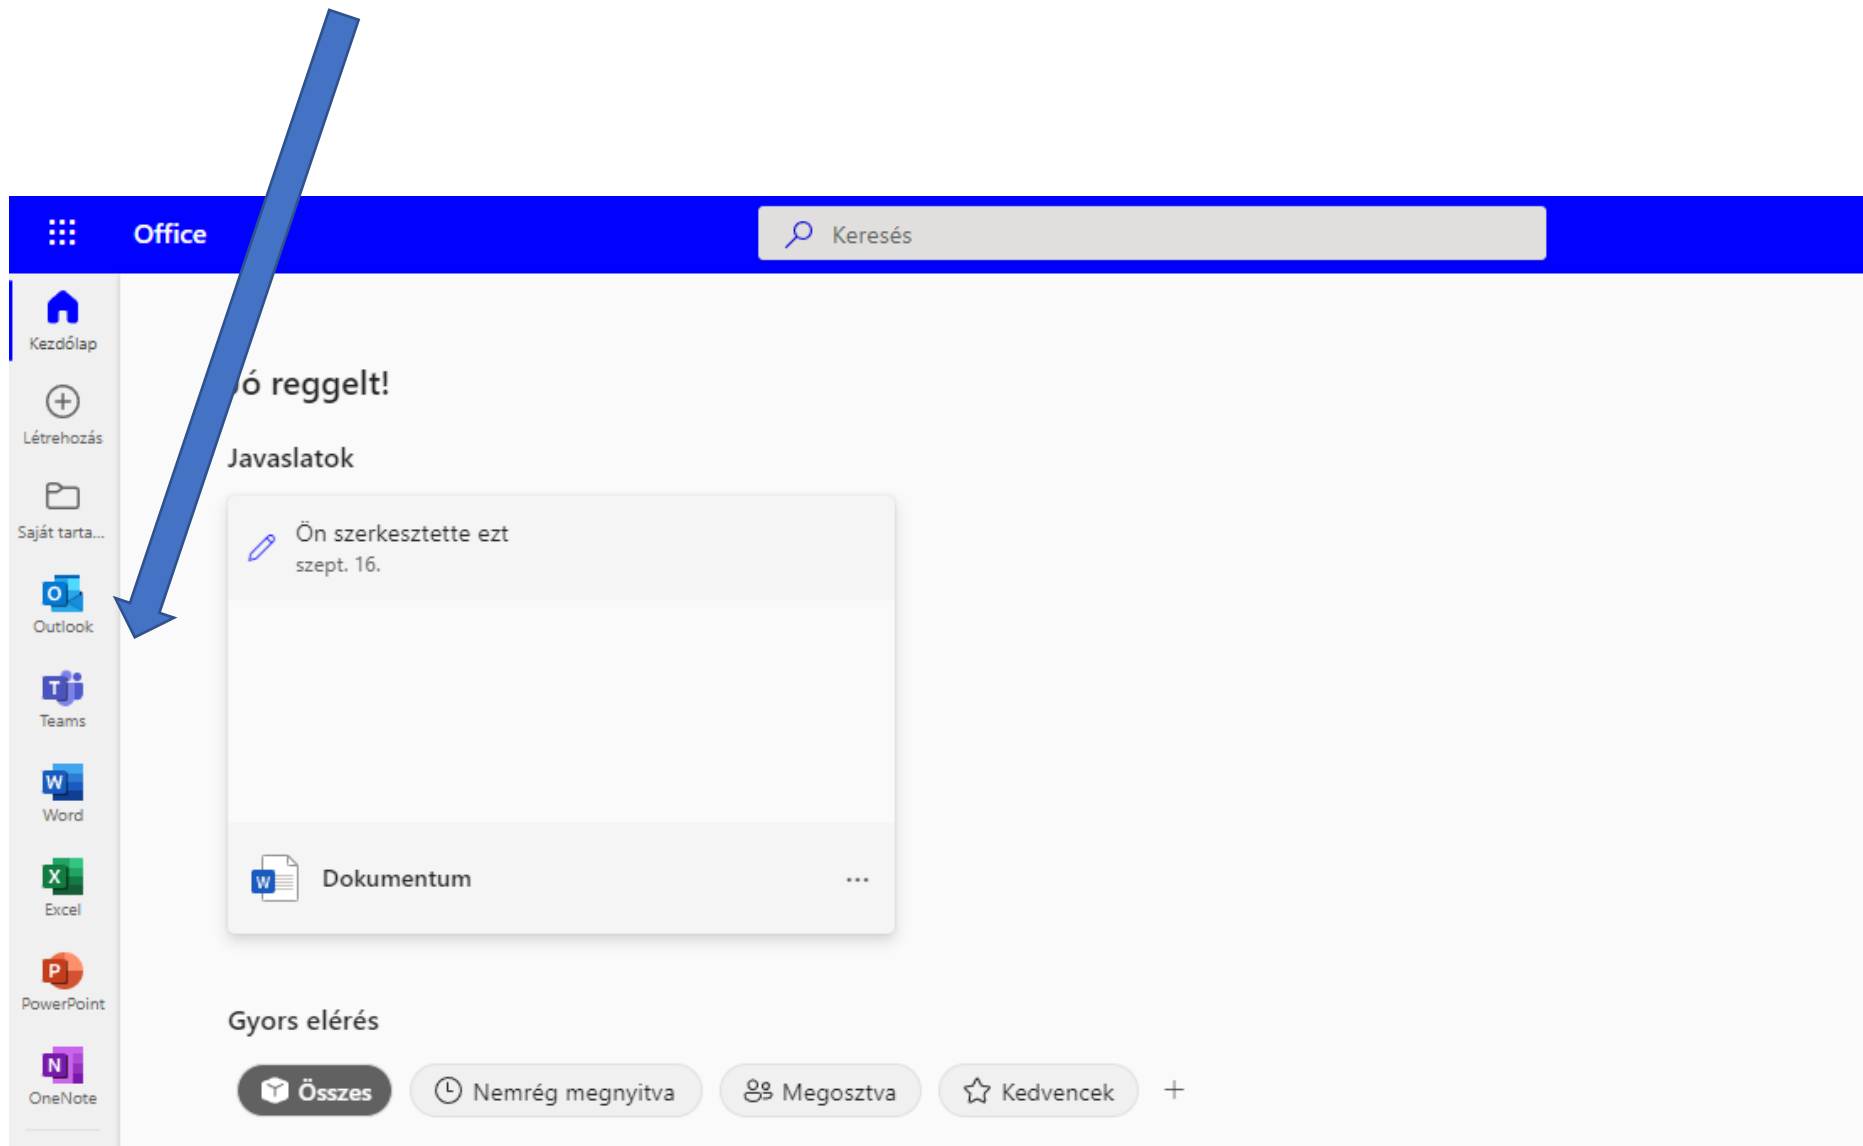 Office
Keresés
Kezdőlap
Létrehozás
Saját tarta...
Outlook
Teams
Word
Excel
PowerPoint
OneNote
ó reggelt!
Javaslatok
Ön szerkesztette ezt
szept. 16.
Dokumentum
Gyors elérés
Összes
Nemrég megnyitva
Megosztva
Kedvencek